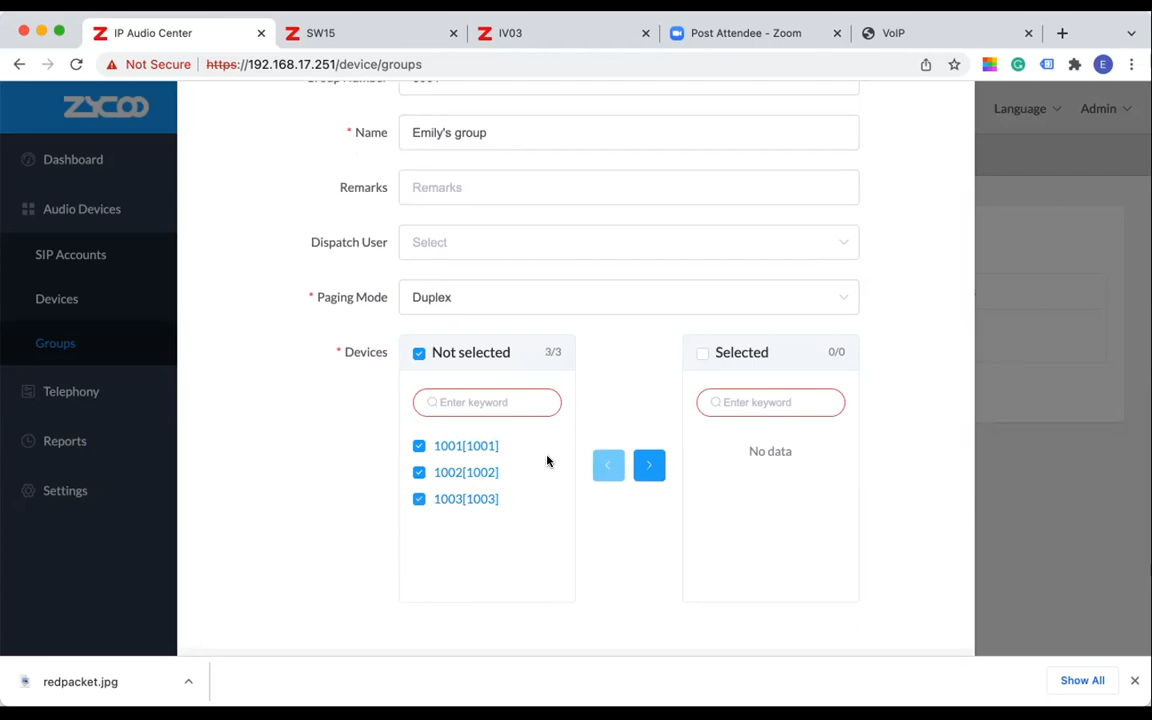 IP Audio Center
SW15
IV03
Post Attendee - Zoom
VoIP
Not Secure
https://192.168.17.251/device/groups
E
ZYCOO
Language
Admin
Dashboard
Audio Devices
SIP Accounts
Devices
Groups
Telephony
Reports
Settings
* Name
Emily's group
Remarks
Remarks
Dispatch User
Select
* Paging Mode
Duplex
* Devices
Not selected 3/3
Enter keyword
1001[1001]
1002[1002]
1003[1003]
Selected 0/0
Enter keyword
No data
redpacket.jpg
Show All